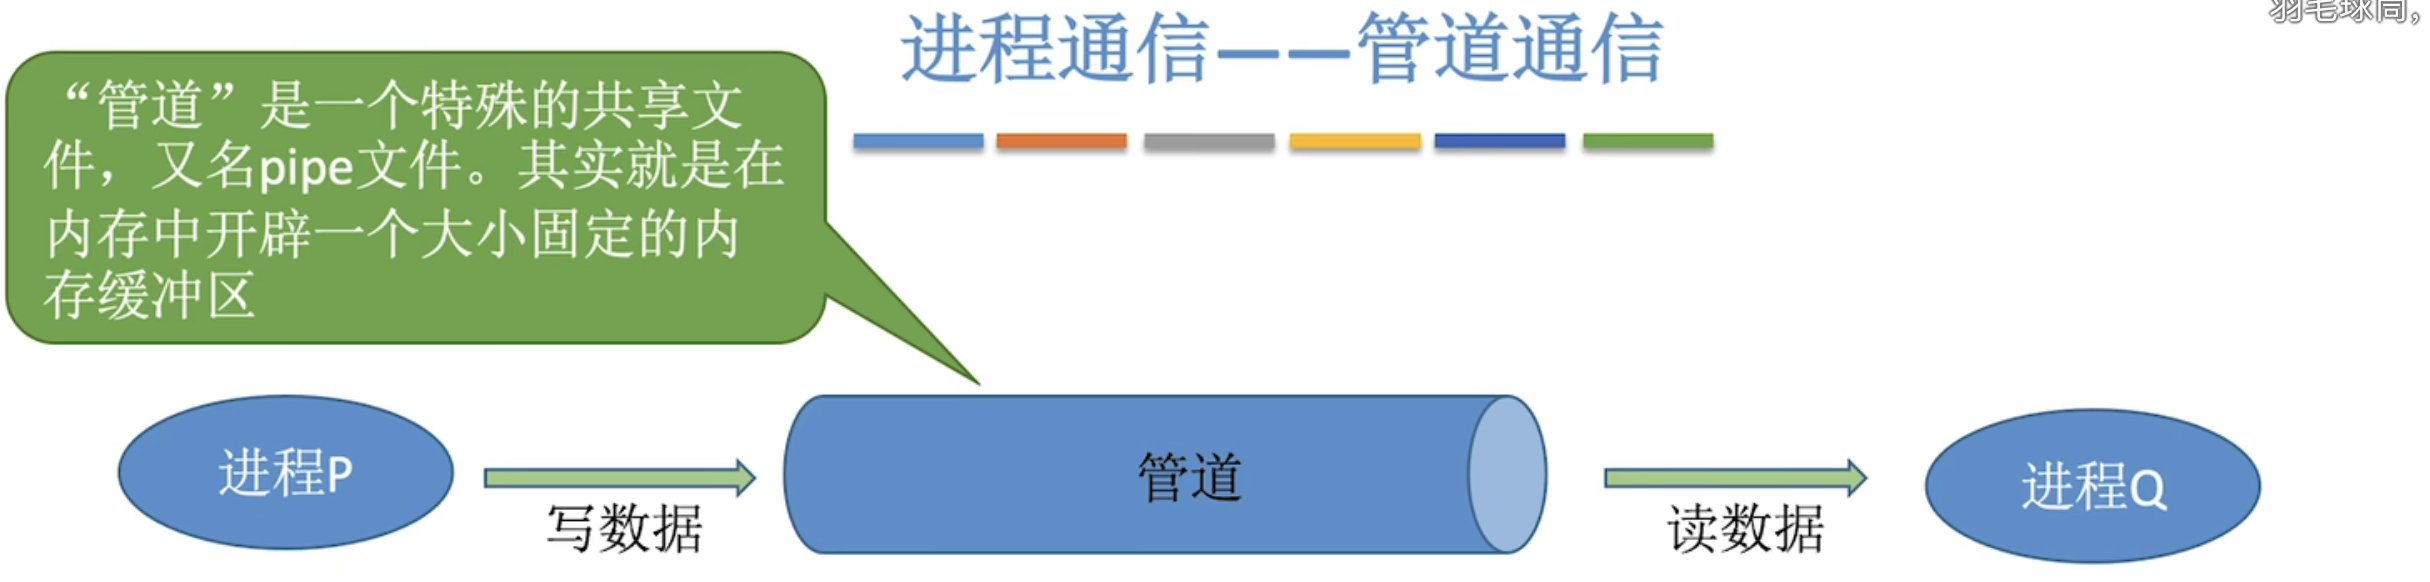 羽毛球同，
进程通信——管道通信
“管道”是一个特殊的共享文
件，又名pipe文件。其实就是在
内存中开辟一个大小固定的内
存缓冲区
进程P
写数据
管道
读数据
进程Q